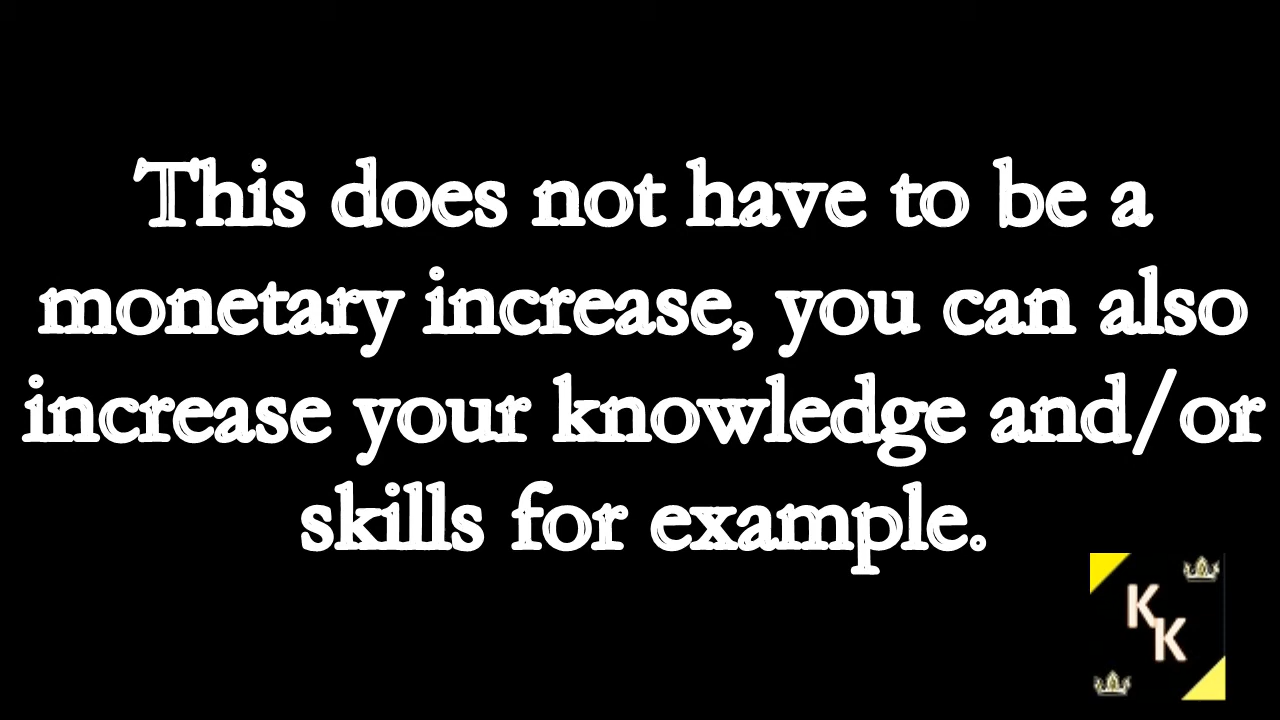 This does not have to be a
monetary increase, you can also
increase your knowledge and/or
skills for example.
K
K